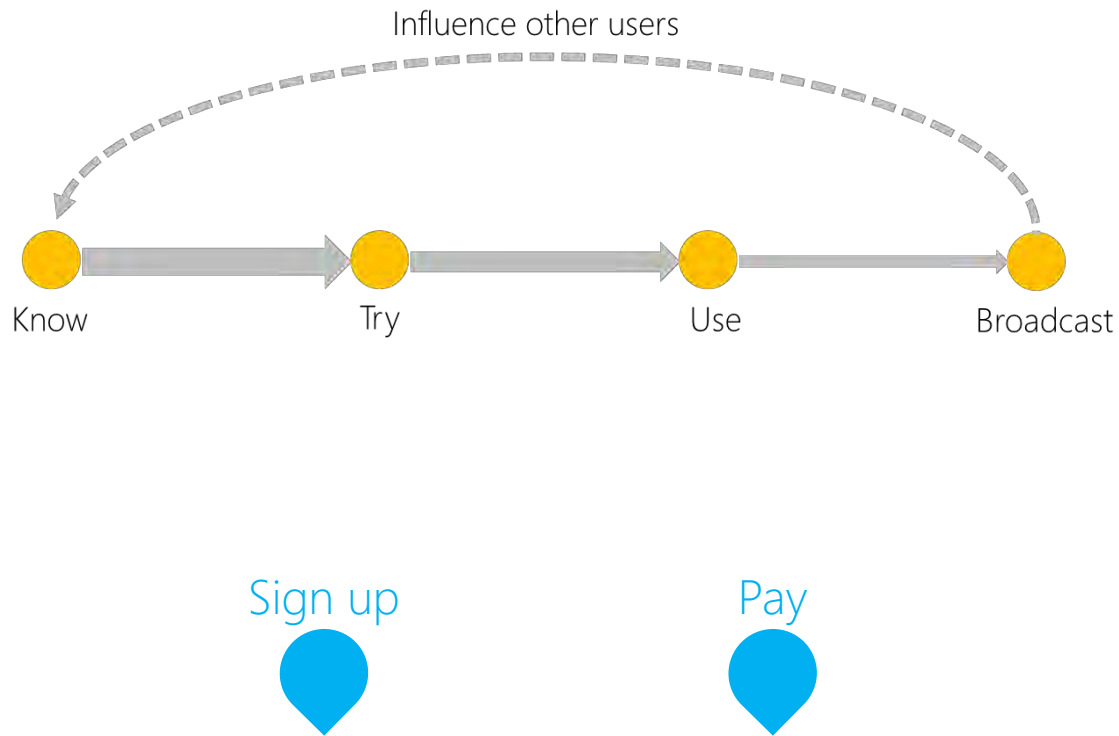 Influence other users
Know
Try
Use
Broadcast
Sign up
Pay